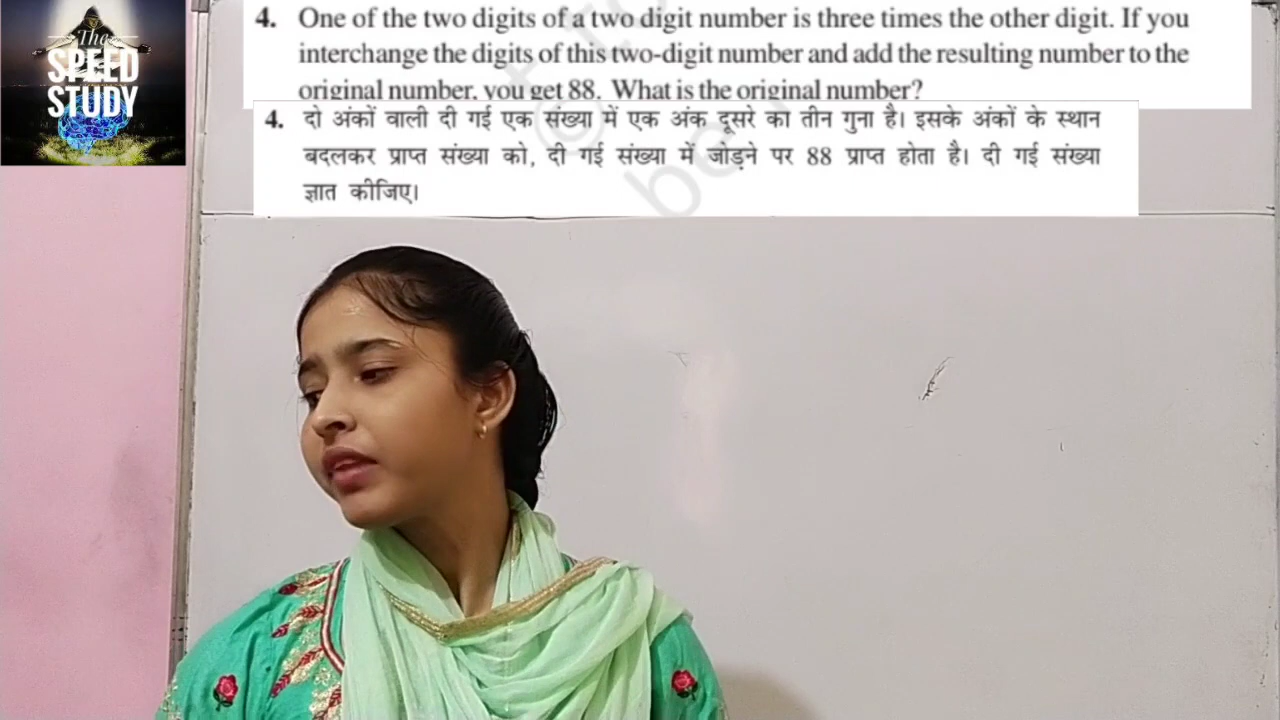 The
SPEED
STUDY
4. One of the two digits of a two digit number is three times the other digit. If you
interchange the digits of this two-digit number and add the resulting number to the
original number, you get 88. What is the original number?
4. दो अंकों वाली दी गई एक संख्या में एक अंक दूसरे का तीन गुना है। इसके अंकों के स्थान
बदलकर प्राप्त संख्या को, दी गई संख्या में जोड़ने पर 88 प्राप्त होता है। दी गई संख्या
ज्ञात कीजिए।